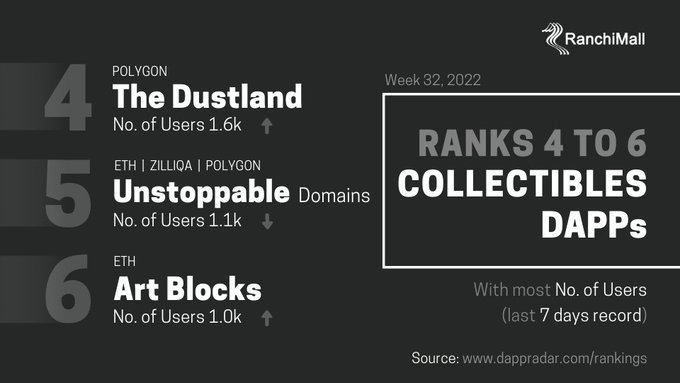 RanchiMall
4
POLYGON
The Dustland
No. of Users 1.6k
5
ETH | ZILLIQA | POLYGON
Unstoppable Domains
No. of Users 1.1k
6
ETH
Art Blocks
No. of Users 1.0k
Week 32, 2022
RANKS 4 TO 6
COLLECTIBLES
DAPPs
With most No. of Users
(last 7 days record)
Source: www.dappradar.com/rankings